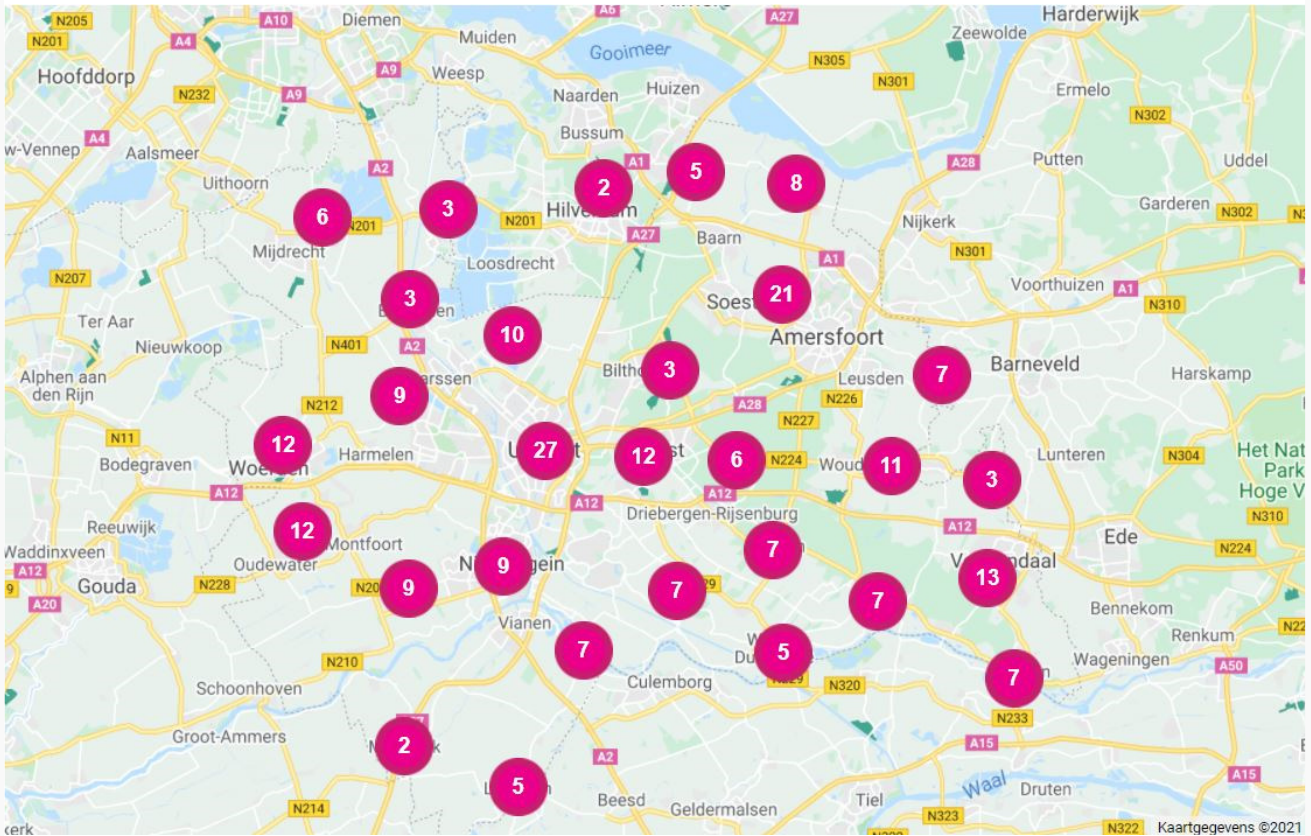 N205
A10
Diemen
A6
A27
Harderwijk
N201
A4
Muiden
Gooimeer
Zeewolde
Hoofddorp
A9
Weesp
N305
N301
Ermelo
N232
A9
Naarden
Huizen
N302
A4
Bussum
w-Vennep
Aalsmeer
A2
A1
5
A28
Putten
Uddel
Uithoorn
2
8
6
3
N201
N201
Hilversum
Nijkerk
Garderen
N302
Mijdrecht
A27
Baarn
N301
N207
Loosdrecht
A1
Voorthuizen
A1
3
21
Soest
N310
Ter Aar
10
Amersfoort
Nieuwkoop
N401
A2
Barneveld
Alphen aan
den Rijn
3
Leusden
7
Harskamp
9
N212
A28
N226
N227
N11
12
27
12
6
N224
11
3
Lunteren
N304
Het Nat
Park
Hoge V
Bodegraven
Harmelen
A12
A12
A12
Reeuwijk
Driebergen-Rijsenburg
A12
N310
Waddinxveen
12
Montfoort
Ede
N224
A12
Oudewater
9
7
13
9
Gouda
N228
9
7
7
A20
Bennekom
Vianen
Renkum
7
5
N210
Wageningen
A50
Schoonhoven
Culemborg
N320
7
Groot-Ammers
N233
2
A2
A15
5
Waal
A15
N214
Beesd
Geldermalsen
Tiel
Druten
N323
N322
Kaartgegevens ©2021